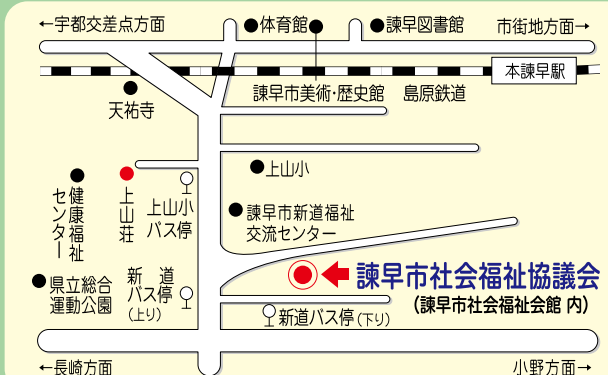 ←宇都交差点方面
体育館
諫早図書館
市街地方面→
本諫早駅
諫早市美術・歴史館
島原鉄道
天祐寺
上山小
健康福祉
センター
上山荘
上山小
バス停
諫早市新道福祉
交流センター
県立総合
運動公園
新　道
バス停
（上り）
諫早市社会福祉協議会
（諫早市社会福祉会館 内）
新道バス停（下り）
←長崎方面
小野方面→